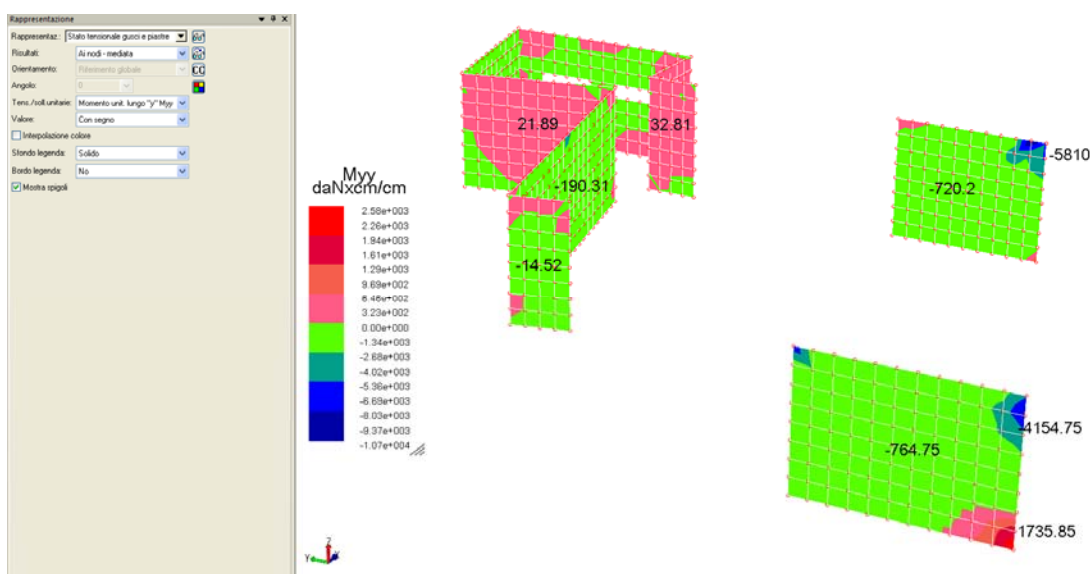 Rappresentazione
Rappresentaz.: Stato tensionale gusci e piastre
Risultati: Ai nodi - mediata
Orientamento: Riferimento globale
Angolo: 0
Tens./soll.unitarie: Momento unit. lungo "y" Myy
Valore: Con segno
Interpolazione colore
Sfondo legenda: Solido
Bordo legenda: No
Mostra spigoli
Myy
daNxcm/cm
2.58e+003
2.26e+003
1.94e+003
1.61e+003
1.29e+003
9.69e+002
6.46e+002
3.23e+002
0.00e+000
-1.34e+003
-2.68e+003
-4.02e+003
-5.36e+003
-6.69e+003
-8.03e+003
-9.37e+003
-1.07e+004
21.89
32.81
-190.31
-14.52
-5810
-720.2
-4154.75
-764.75
1735.85
Z
Y
X